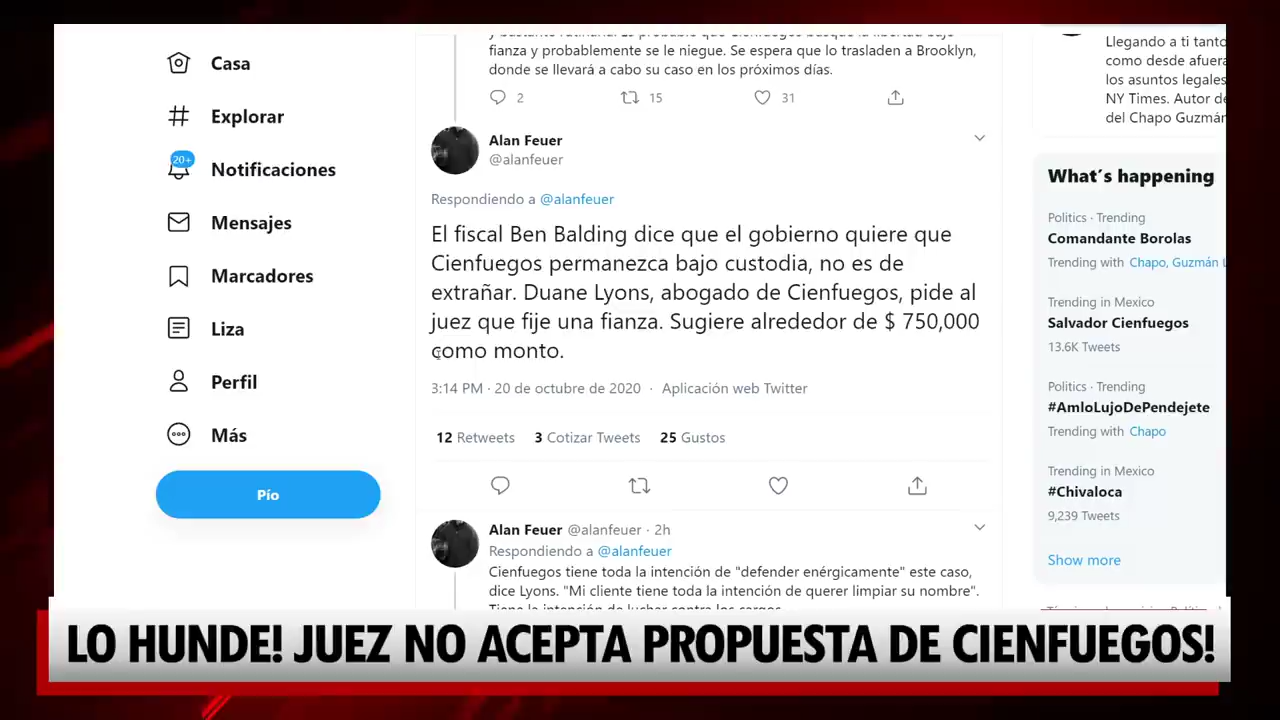 Casa
Explorar
20+
Notificaciones
Mensajes
Marcadores
Liza
Perfil
Más
Pío
fianza y probablemente se le niegue. Se espera que lo trasladen a Brooklyn,
donde se llevará a cabo su caso en los próximos días.
2 15 31
Alan Feuer
@alanfeuer
Respondiendo a @alanfeuer
El fiscal Ben Balding dice que el gobierno quiere que
Cienfuegos permanezca bajo custodia, no es de
extrañar. Duane Lyons, abogado de Cienfuegos, pide al
juez que fije una fianza. Sugiere alrededor de $ 750,000
como monto.
3:14 PM · 20 de octubre de 2020 · Aplicación web Twitter
12 Retweets 3 Cotizar Tweets 25 Gustos
Alan Feuer @alanfeuer · 2h
Respondiendo a @alanfeuer
Cienfuegos tiene toda la intención de "defender enérgicamente" este caso,
dice Lyons. "Mi cliente tiene toda la intención de querer limpiar su nombre".
Tiene la intención de luchar contra los cargos
Llegando a ti tanto
como desde afuera
los asuntos legales
NY Times. Autor de
del Chapo Guzmán
What's happening
Politics · Trending
Comandante Borolas
Trending with Chapo, Guzmán L
Trending in Mexico
Salvador Cienfuegos
13.6K Tweets
Politics · Trending
#AmloLujoDePendejete
Trending with Chapo
Trending in Mexico
#Chivaloca
9,239 Tweets
Show more
LO HUNDE! JUEZ NO ACEPTA PROPUESTA DE CIENFUEGOS!